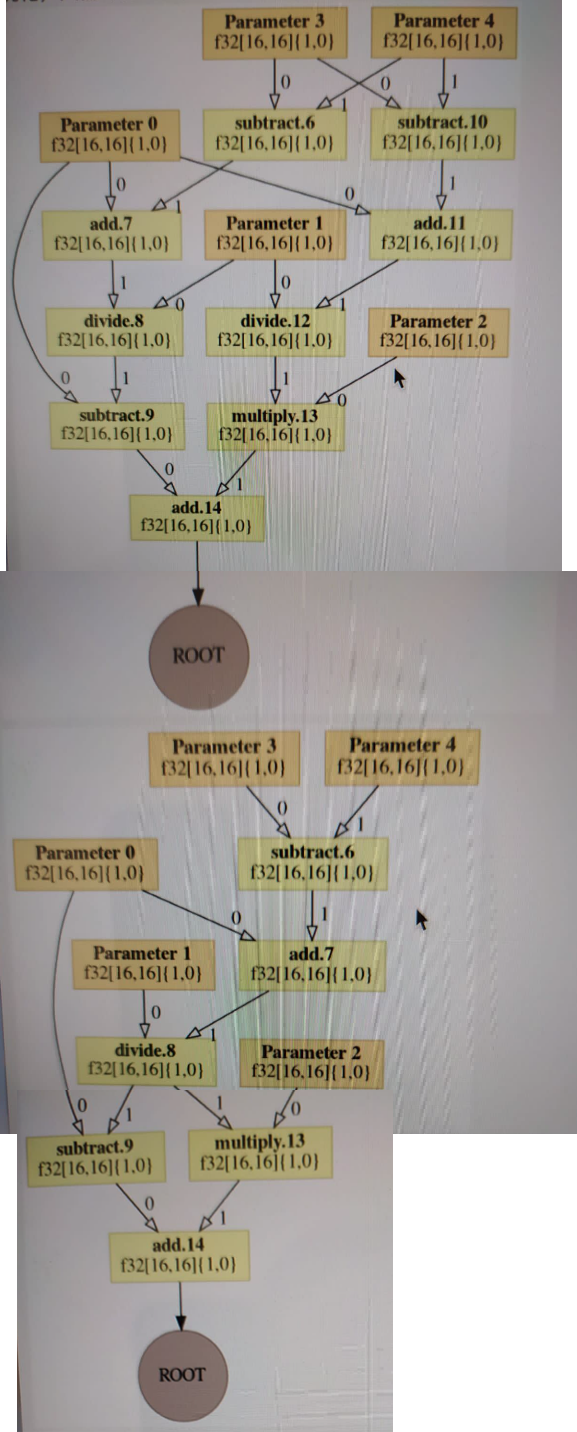 Parameter 3
f32[16,16]{1,0}
Parameter 4
f32[16,16]{1,0}
0
0
1
1
Parameter 0
f32[16,16]{1,0}
subtract.6
f32[16,16]{1,0}
subtract.10
f32[16,16]{1,0}
0
1
0
1
add.7
f32[16,16]{1,0}
Parameter 1
f32[16,16]{1,0}
add.11
f32[16,16]{1,0}
1
0
0
1
divide.8
f32[16,16]{1,0}
divide.12
f32[16,16]{1,0}
Parameter 2
f32[16,16]{1,0}
0
1
1
0
subtract.9
f32[16,16]{1,0}
multiply.13
f32[16,16]{1,0}
0
1
add.14
f32[16,16]{1,0}
ROOT
Parameter 3
f32[16,16]{1,0}
Parameter 4
f32[16,16]{1,0}
0
1
Parameter 0
f32[16,16]{1,0}
subtract.6
f32[16,16]{1,0}
0
1
Parameter 1
f32[16,16]{1,0}
add.7
f32[16,16]{1,0}
0
1
divide.8
f32[16,16]{1,0}
Parameter 2
f32[16,16]{1,0}
0
1
1
0
subtract.9
f32[16,16]{1,0}
multiply.13
f32[16,16]{1,0}
0
1
add.14
f32[16,16]{1,0}
ROOT